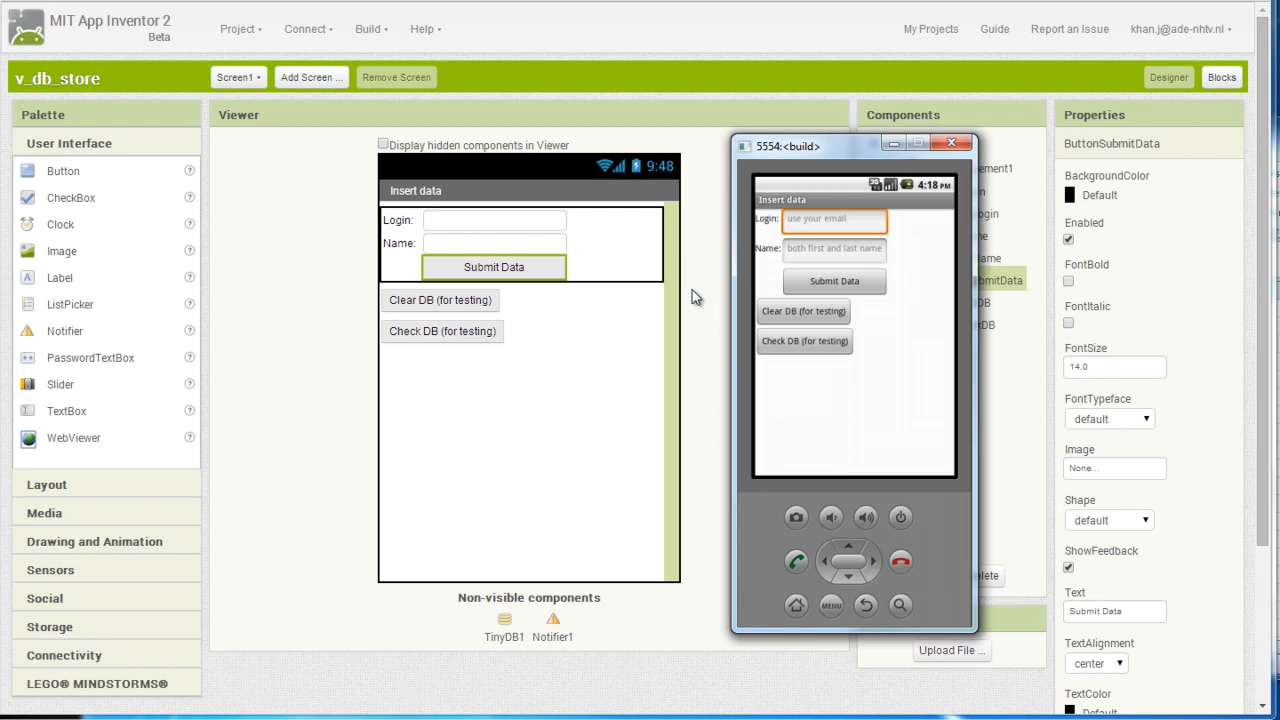 MIT App Inventor 2
Beta
Project
Connect
Build
Help
My Projects
Guide
Report an Issue
khan.j@ade-nhtv.nl
v_db_store
Screen1
Add Screen ...
Remove Screen
Designer
Blocks
Palette
User Interface
Button
CheckBox
Clock
Image
Label
ListPicker
Notifier
PasswordTextBox
Slider
TextBox
WebViewer
Layout
Media
Drawing and Animation
Sensors
Social
Storage
Connectivity
LEGO® MINDSTORMS®
Viewer
Display hidden components in Viewer
9:48
Insert data
Login:
Name:
Submit Data
Clear DB (for testing)
Check DB (for testing)
Non-visible components
TinyDB1
Notifier1
5554:<build>
3G
4:18 PM
Insert data
Login: use your email
Name: both first and last name
Submit Data
Clear DB (for testing)
Check DB (for testing)
MENU
Components
ement1
n
ogin
me
ame
bmitData
DB
kDB
elete
Upload File ...
Properties
ButtonSubmitData
BackgroundColor
Default
Enabled
FontBold
FontItalic
FontSize
14.0
FontTypeface
default
Image
None...
Shape
default
ShowFeedback
Text
Submit Data
TextAlignment
center
TextColor
Default